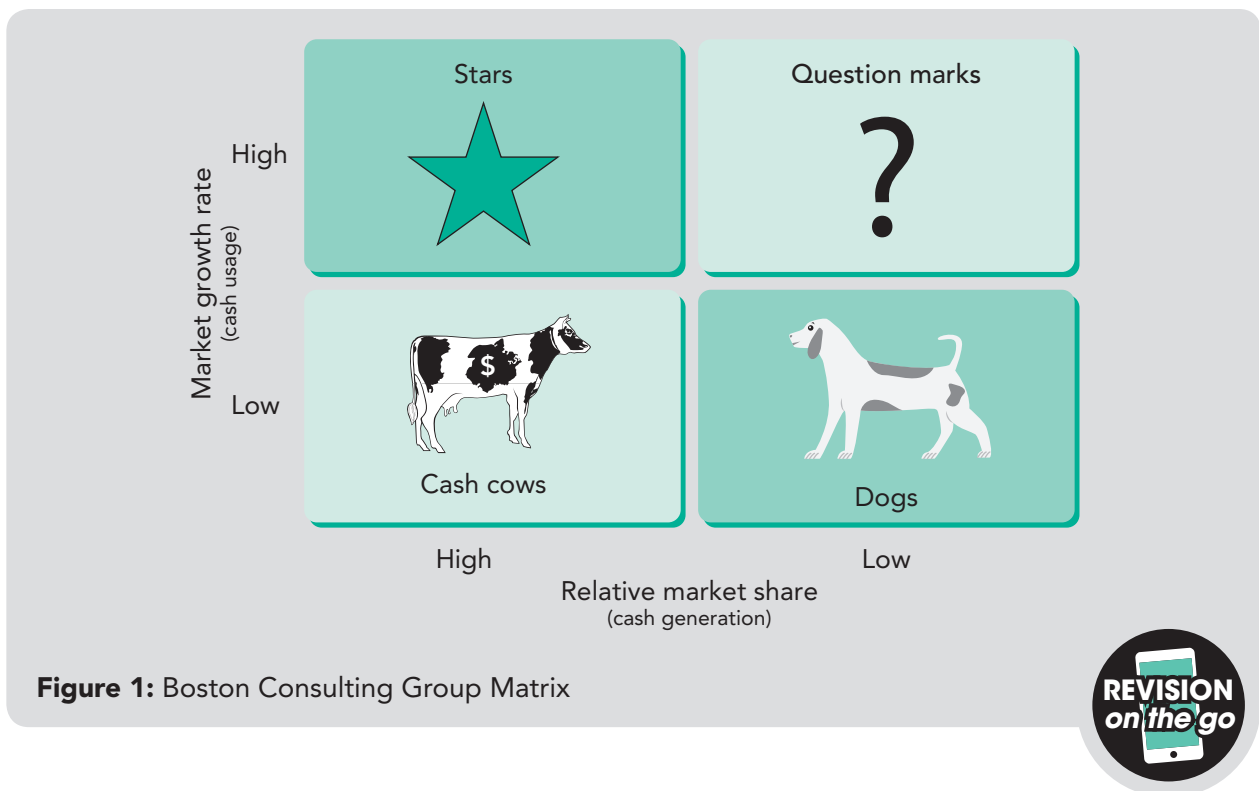 Stars
Question marks
?
High
Market growth rate
(cash usage)
$
Low
Cash cows
Dogs
High
Low
Relative market share
(cash generation)
Figure 1: Boston Consulting Group Matrix
REVISION
on the go